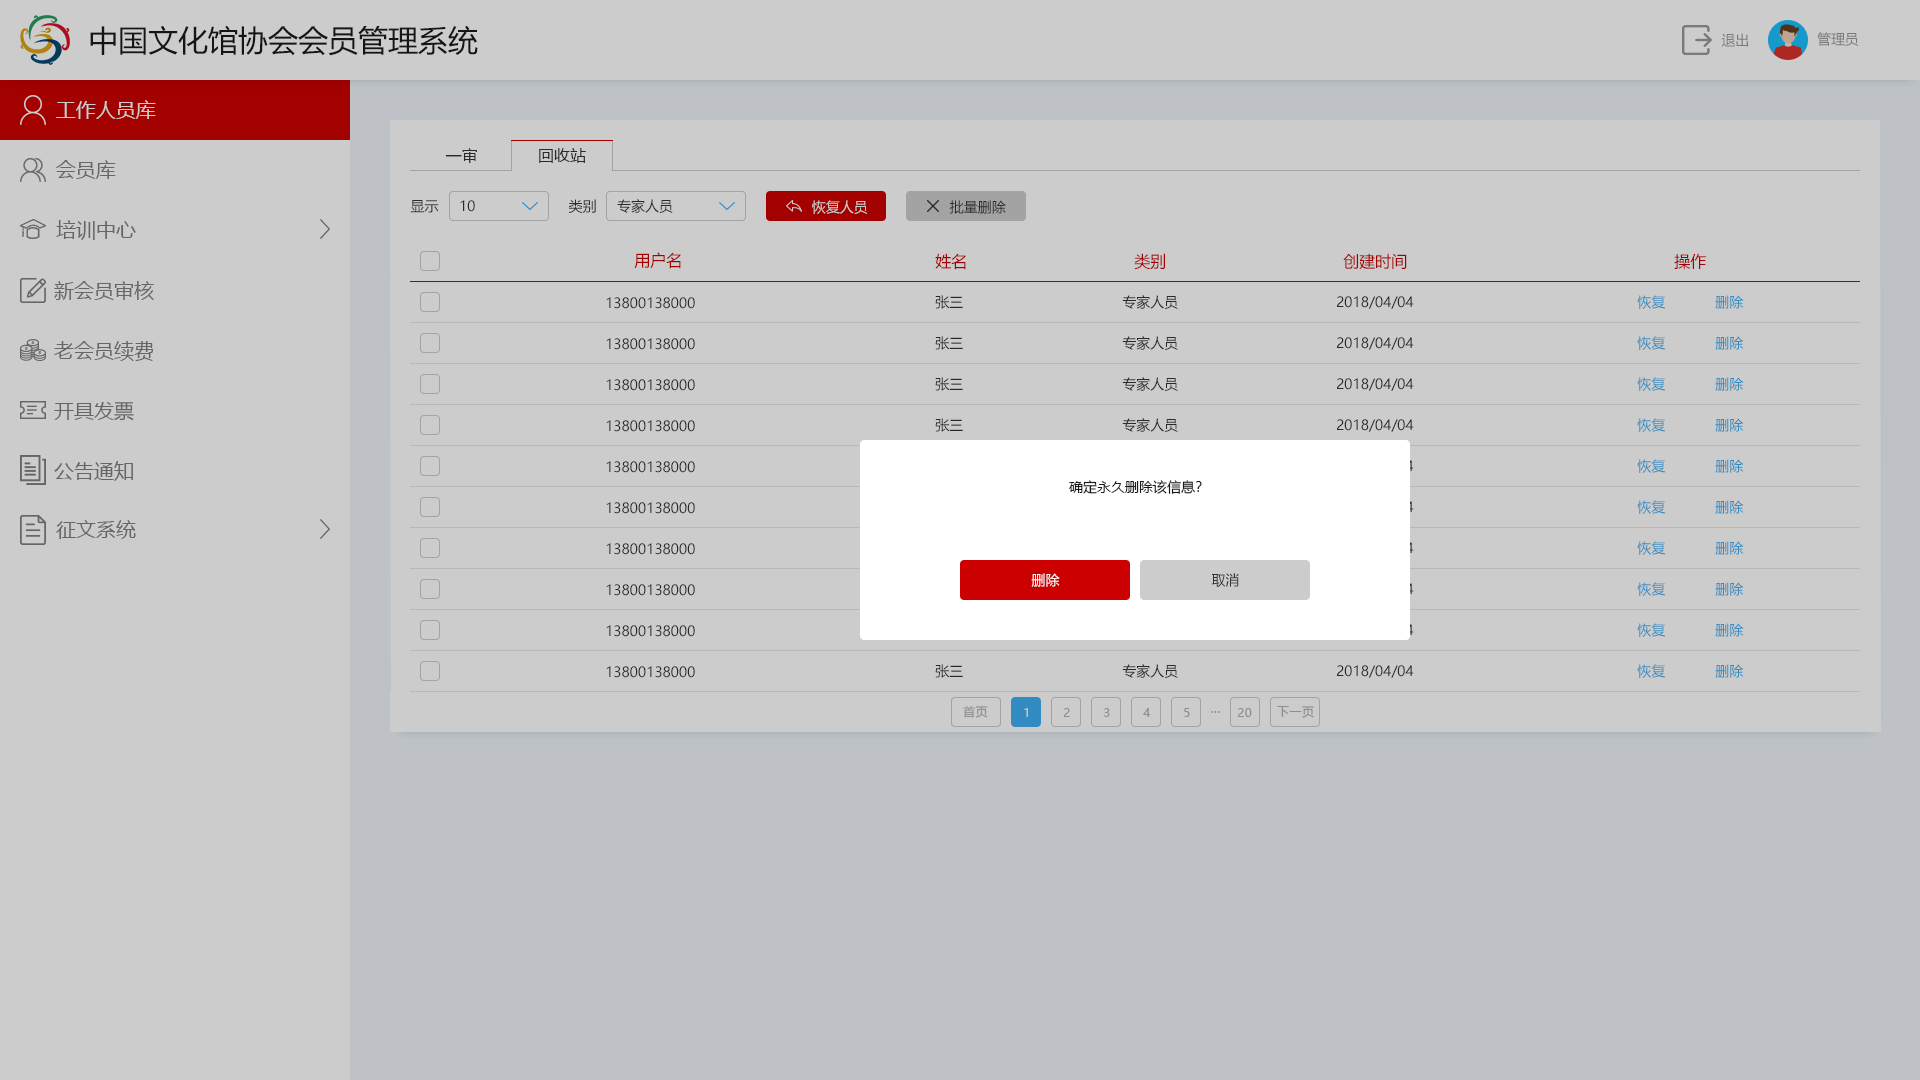 中国文化馆协会会员管理系统
退出 管理员
工作人员库
会员库
培训中心
新会员审核
老会员续费
开具发票
公告通知
征文系统
一审 回收站
显示 10 类别 专家人员 恢复人员 批量删除
用户名 姓名 类别 创建时间 操作
13800138000 张三 专家人员 2018/04/04 恢复 删除
13800138000 张三 专家人员 2018/04/04 恢复 删除
13800138000 张三 专家人员 2018/04/04 恢复 删除
13800138000 张三 专家人员 2018/04/04 恢复 删除
13800138000 4 恢复 删除
13800138000 4 恢复 删除
13800138000 4 恢复 删除
13800138000 4 恢复 删除
13800138000 4 恢复 删除
13800138000 张三 专家人员 2018/04/04 恢复 删除
确定永久删除该信息?
删除 取消
首页 1 2 3 4 5 ... 20 下一页